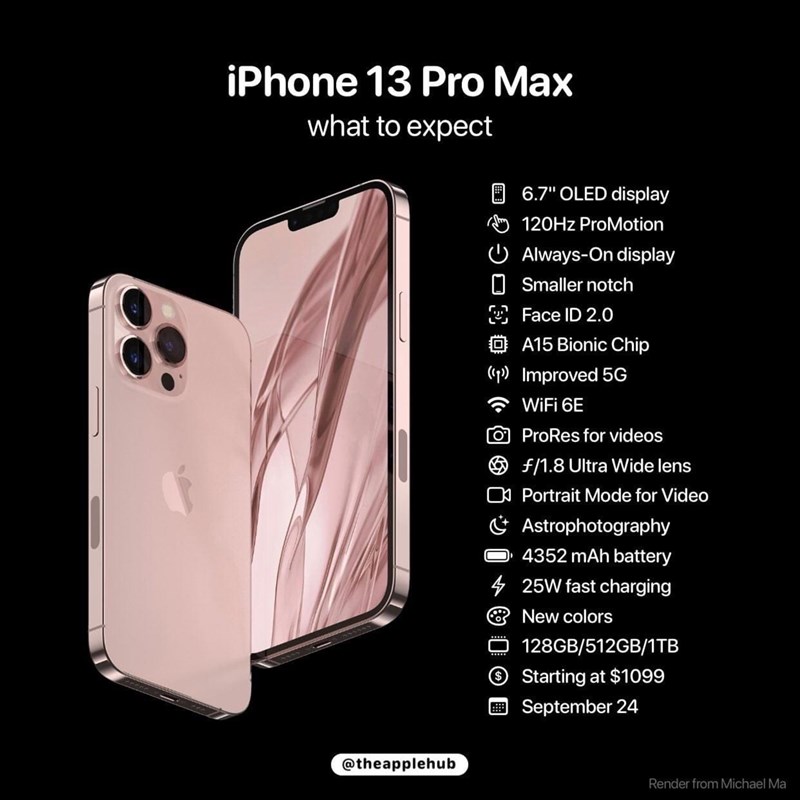 iPhone 13 Pro Max
what to expect
6.7" OLED display
120Hz ProMotion
Always-On display
Smaller notch
Face ID 2.0
A15 Bionic Chip
Improved 5G
WiFi 6E
ProRes for videos
ƒ/1.8 Ultra Wide lens
Portrait Mode for Video
Astrophotography
4352 mAh battery
25W fast charging
New colors
128GB/512GB/1TB
Starting at $1099
September 24
@theapplehub
Render from Michael Ma